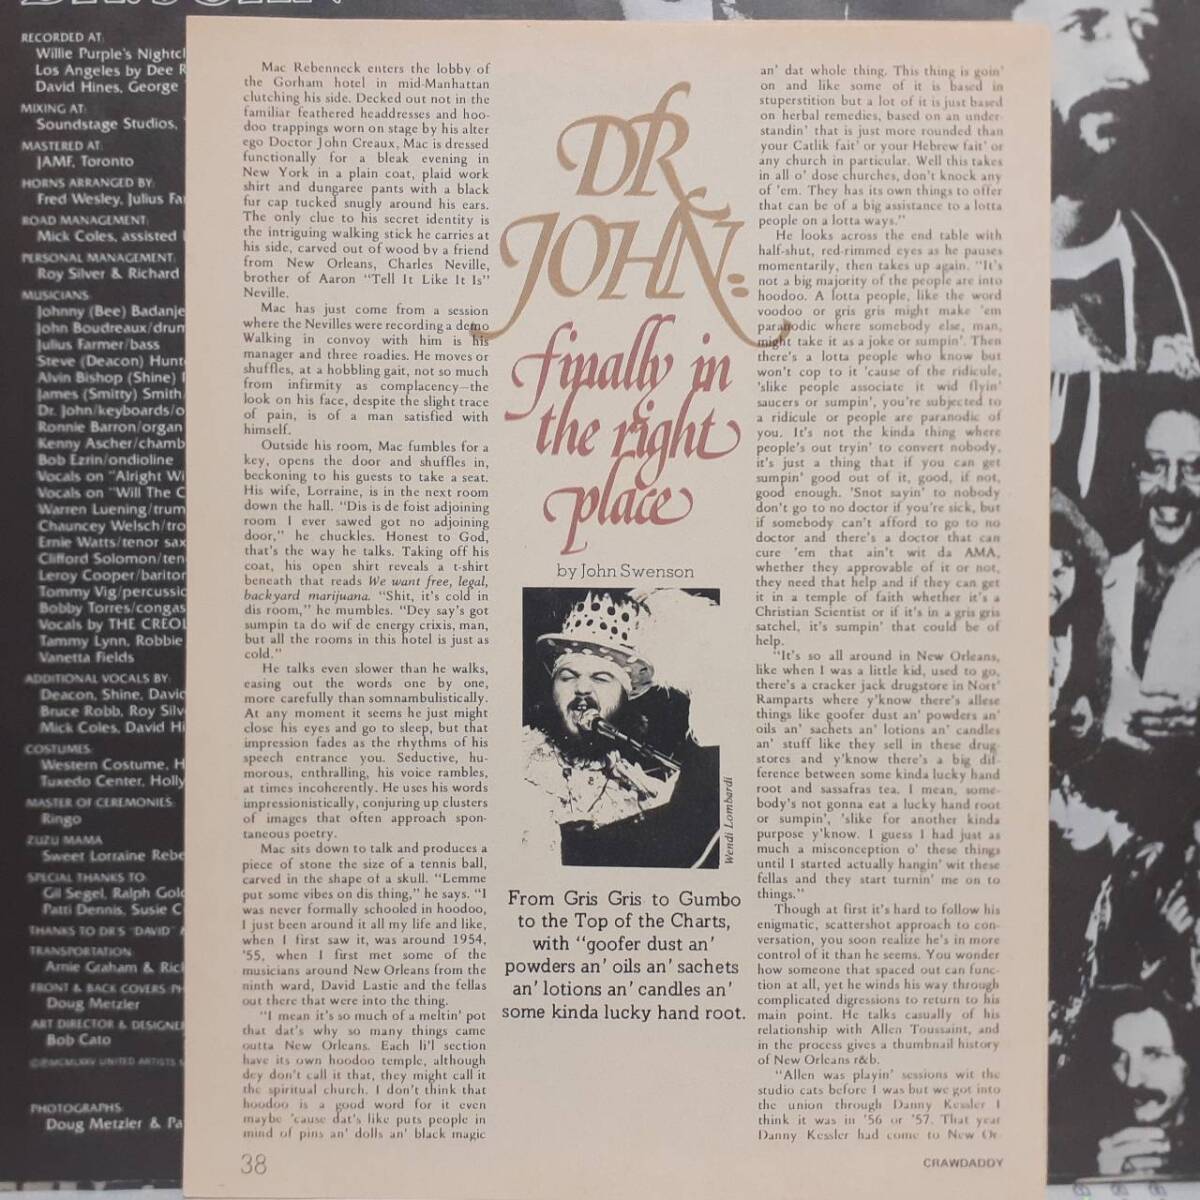 RECORDED AT:
Willie Purple's
Los Angeles by Dee
David Hines, George
MIXING AT:
Soundstage Studios,
MASTERED AT:
JAMF, Toronto
HORNS ARRANGED BY:
Fred Wesley, Julius
ROAD MANAGEMENT:
Mick Coles, assisted
PERSONAL MANAGEMENT:
Roy Silver & Richard
MUSICIANS:
Johnny (Bee) Badanje
John Boudreaux/drum
Julius Farmer/bass
Steve (Deacon) Hunt
Alvin Bishop (Shine)
James (Smitty) Smith
Dr. John/keyboards/o
Ronnie Barron/organ
Kenny Ascher/chamb
Bob Ezrin/ondioline
Vocals on "Alright Wi
Vocals on "Will The C
Warren Luening/trum
Chauncey Welsch/tro
Ernie Watts/tenor sax
Clifford Solomon/ten
Leroy Cooper/bariton
Tommy Vig/percussio
Bobby Torres/congas
Vocals by THE CREOL
Tammy Lynn, Robbie
Vanetta Fields
ADDITIONAL VOCALS BY:
Deacon, Shine, David
Bruce Robb, Roy Silv
Mick Coles, David Hi
COSTUMES:
Western Costume, H
Tuxedo Center, Holly
MASTER OF CEREMONIES:
Ringo
ZUZU MAMA
Sweet Lorraine Rebe
SPECIAL THANKS TO:
Gil Segel, Ralph Gold
Patti Dennis, Susie C
THANKS TO DR'S "DAVID"
TRANSPORTATION:
Arnie Graham & Rich
FRONT & BACK COVERS
Doug Metzler
ART DIRECTOR & DESIGNER
Bob Cato
UNITED ARTISTS
PHOTOGRAPHS:
Doug Metzler & Pa
Mac Rebenneck enters the lobby of
the Gorham hotel in mid-Manhattan
clutching his side. Decked out not in the
familiar feathered headdresses and hoo-
doo trappings worn on stage by his alter
ego Doctor John Creaux, Mac is dressed
functionally for a bleak evening in
New York in a plain coat, plaid work
shirt and dungaree pants with a black
fur cap tucked snugly around his ears.
The only clue to his secret identity is
the intriguing walking stick he carries at
his side, carved out of wood by a friend
from New Orleans, Charles Neville,
brother of Aaron "Tell It Like It Is"
Neville.
Mac has just come from a session
where the Nevilles were recording a demo
Walking in convoy with him is his
manager and three roadies. He moves or
shuffles, at a hobbling gait, not so much
from infirmity as complacency—the
look on his face, despite the slight trace
of pain, is of a man satisfied with
himself.
Outside his room, Mac fumbles for a
key, opens the door and shuffles in,
beckoning to his guests to take a seat.
His wife, Lorraine, is in the next room
down the hall. "Dis is de foist adjoining
room I ever sawed got no adjoining
door," he chuckles. Honest to God,
that's the way he talks. Taking off his
coat, his open shirt reveals a t-shirt
beneath that reads We want free, legal,
backyard marijuana. "Shit, it's cold in
dis room," he mumbles. "Dey say's got
sumpin ta do wif de energy crixis, man,
but all the rooms in this hotel is just as
cold."
He talks even slower than he walks,
easing out the words one by one,
more carefully than somnambulistically.
At any moment it seems he just might
close his eyes and go to sleep, but that
impression fades as the rhythms of his
speech entrance you. Seductive, hu-
morous, enthralling, his voice rambles,
at times incoherently. He uses his words
impressionistically, conjuring up clusters
of images that often approach spon-
taneous poetry.
Mac sits down to talk and produces a
piece of stone the size of a tennis ball,
carved in the shape of a skull. "Lemme
put some vibes on dis thing," he says. "I
was never formally schooled in hoodoo,
I just been around it all my life and like,
when I first saw it, was around 1954,
'55, when I first met some of the
musicians around New Orleans from the
ninth ward, David Lastie and the fellas
out there that were into the thing.
"I mean it's so much of a meltin' pot
that dat's why so many things came
outta New Orleans. Each li'l section
have its own hoodoo temple, although
dey don't call it that, they might call it
the spiritual church. I don't think that
hoodoo is a good word for it even
maybe 'cause dat's like puts people in
mind of pins an' dolls an' black magic
DR.
JOHN:
finally in
the right
place
by John Swenson
Wendi Lombardi
From Gris Gris to Gumbo
to the Top of the Charts,
with "goofer dust an'
powders an' oils an' sachets
an' lotions an' candles an'
some kinda lucky hand root.
an' dat whole thing. This thing is goin'
on and like some of it is based in
stuperstition but a lot of it is just based
on herbal remedies, based on an under-
standin' that is just more rounded than
your Catlik fait' or your Hebrew fait' or
any church in particular. Well this takes
in all o' dose churches, don't knock any
of 'em. They has its own things to offer
that can be of a big assistance to a lotta
people on a lotta ways."
He looks across the end table with
half-shut, red-rimmed eyes as he pauses
momentarily, then takes up again. "It's
not a big majority of the people are into
hoodoo. A lotta people, like the word
voodoo or gris gris might make 'em
paranodic where somebody else, man,
might take it as a joke or sumpin'. Then
there's a lotta people who know but
won't cop to it 'cause of the ridicule,
'slike people associate it wid flyin'
saucers or sumpin', you're subjected to
a ridicule or people are paranodic of
you. It's not the kinda thing where
people's out tryin' to convert nobody,
it's just a thing that if you can get
sumpin' good out of it, good, if not,
good enough. 'Snot sayin' to nobody
don't go to no doctor if you're sick, but
if somebody can't afford to go to no
doctor and there's a doctor that can
cure 'em that ain't wit da AMA,
whether they approvable of it or not,
they need that help and if they can get
it in a temple of faith whether it's a
Christian Scientist or if it's in a gris gris
satchel, it's sumpin' that could be of
help.
"It's so all around in New Orleans,
like when I was a little kid, used to go,
there's a cracker jack drugstore in Nort'
Ramparts where y'know there's allese
things like goofer dust an' powders an'
oils an' sachets an' lotions an' candles
an' stuff like they sell in these drug-
stores and y'know there's a big dif-
ference between some kinda lucky hand
root and sassafras tea. I mean, some-
body's not gonna eat a lucky hand root
or sumpin', 'slike for another kinda
purpose y'know. I guess I had just as
much a misconception o' these things
until I started actually hangin' wit these
fellas and they start turnin' me on to
things."
Though at first it's hard to follow his
enigmatic, scattershot approach to con-
versation, you soon realize he's in more
control of it than he seems. You wonder
how someone that spaced out can func-
tion at all, yet he winds his way through
complicated digressions to return to his
main point. He talks casually of his
relationship with Allen Toussaint, and
in the process gives a thumbnail history
of New Orleans r&b.
"Allen was playin' sessions wit the
studio cats before I was but we got into
the union through Danny Kessler I
think it was in '56 or '57. That year
Danny Kessler had come to New Or-
38
CRAWDADDY